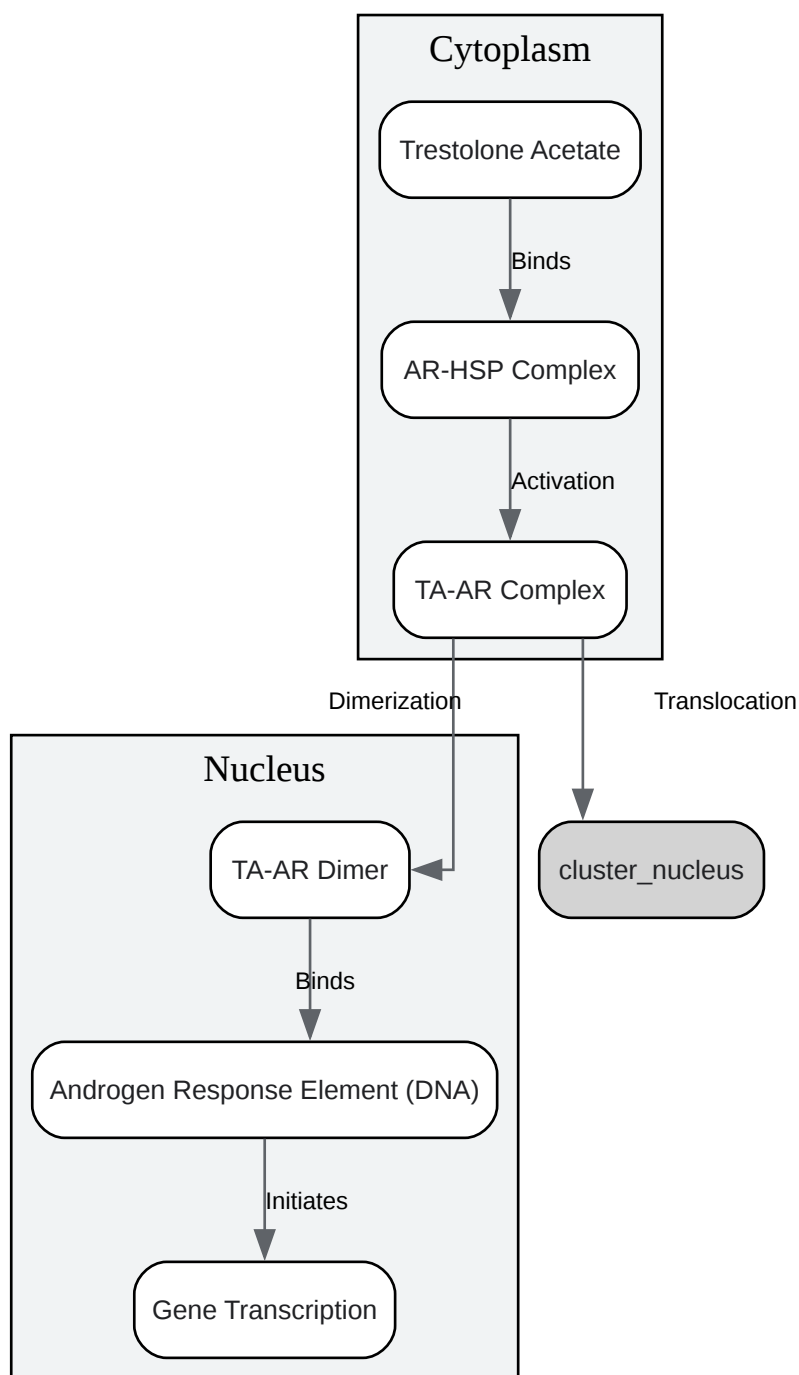 Cytoplasm
Trestolone Acetate
Binds
AR-HSP Complex
Activation
TA-AR Complex
Dimerization
Translocation
Nucleus
TA-AR Dimer
cluster_nucleus
Binds
Androgen Response Element (DNA)
Initiates
Gene Transcription